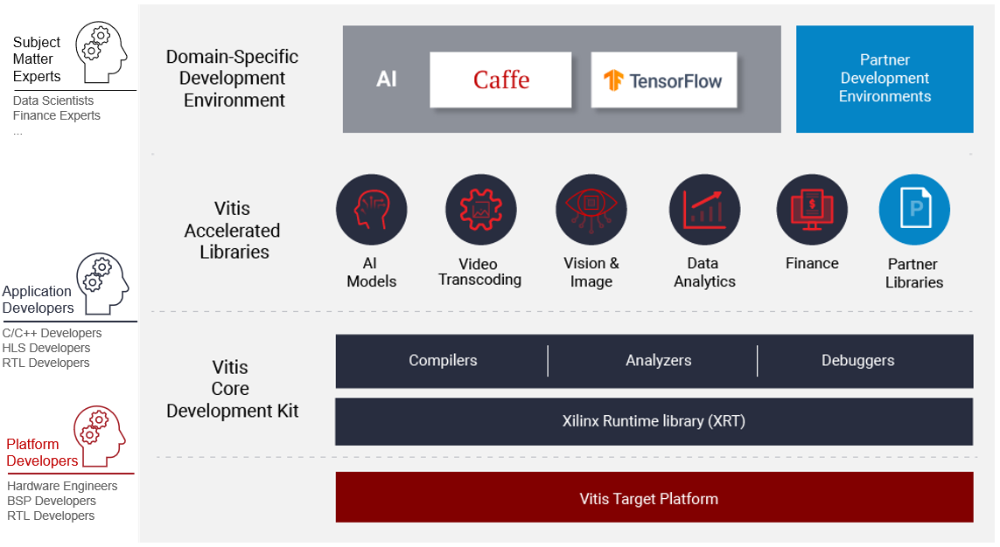 Subject
Matter
Experts
Data Scientists
Finance Experts
...
Application
Developers
C/C++ Developers
HLS Developers
RTL Developers
Platform
Developers
Hardware Engineers
BSP Developers
RTL Developers
Domain-Specific
Development
Environment
AI
Caffe
TensorFlow
Partner
Development
Environments
Vitis
Accelerated
Libraries
AI
Models
Video
Transcoding
Vision &
Image
Data
Analytics
$
Finance
P
Partner
Libraries
Vitis
Core
Development Kit
Compilers
Analyzers
Debuggers
Xilinx Runtime library (XRT)
Vitis Target Platform